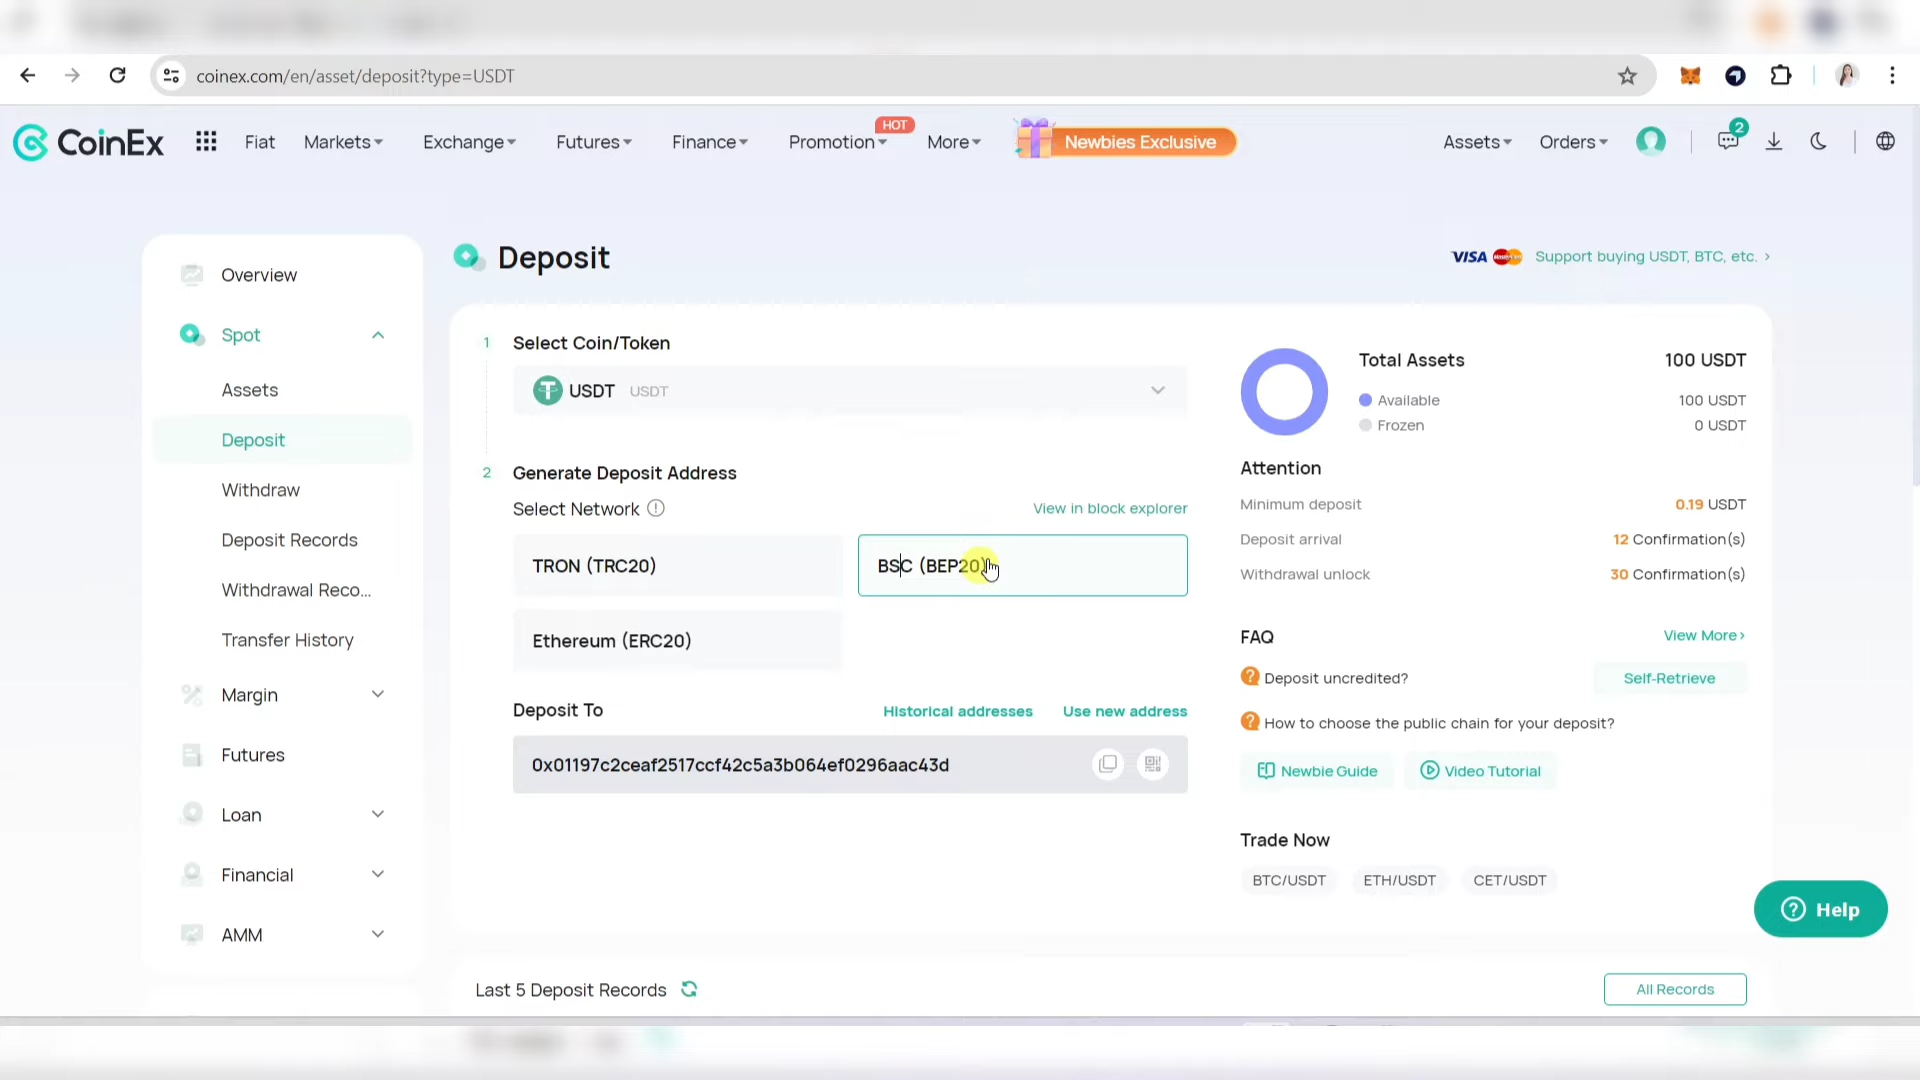 coinex.com/en/asset/deposit?type=USDT
CoinEx
Fiat
Markets
Exchange
Futures
Finance
Promotion
HOT
More
Newbies Exclusive
Assets
Orders
2
Overview
Spot
Assets
Deposit
Withdraw
Deposit Records
Withdrawal Reco...
Transfer History
Margin
Futures
Loan
Financial
AMM
Deposit
VISA
Support buying USDT, BTC, etc. >
1 Select Coin/Token
USDT USDT
2 Generate Deposit Address
Select Network
View in block explorer
TRON (TRC20)
BSC (BEP20)
Ethereum (ERC20)
Deposit To
Historical addresses
Use new address
0x01197c2ceaf2517ccf42c5a3b064ef0296aac43d
Total Assets 100 USDT
Available 100 USDT
Frozen 0 USDT
Attention
Minimum deposit 0.19 USDT
Deposit arrival 12 Confirmation(s)
Withdrawal unlock 30 Confirmation(s)
FAQ
View More>
Deposit uncredited?
Self-Retrieve
How to choose the public chain for your deposit?
Newbie Guide
Video Tutorial
Trade Now
BTC/USDT
ETH/USDT
CET/USDT
Help
Last 5 Deposit Records
All Records